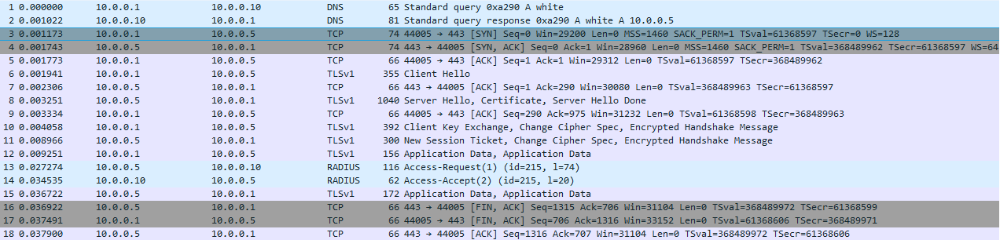 1 0.000000 10.0.0.1 10.0.0.10 DNS 65 Standard query 0xa290 A white
2 0.001022 10.0.0.10 10.0.0.1 DNS 81 Standard query response 0xa290 A white A 10.0.0.5
3 0.001173 10.0.0.1 10.0.0.5 TCP 74 44005 → 443 [SYN] Seq=0 Win=29200 Len=0 MSS=1460 SACK_PERM=1 TSval=61368597 TSecr=0 WS=128
4 0.001743 10.0.0.5 10.0.0.1 TCP 74 443 → 44005 [SYN, ACK] Seq=0 Ack=1 Win=28960 Len=0 MSS=1460 SACK_PERM=1 TSval=368489962 TSecr=61368597 WS=64
5 0.001773 10.0.0.1 10.0.0.5 TCP 66 443 → 44005 [ACK] Seq=1 Ack=1 Win=29312 Len=0 TSval=61368597 TSecr=368489962
6 0.001941 10.0.0.1 10.0.0.5 TLSv1 355 Client Hello
7 0.002306 10.0.0.5 10.0.0.1 TCP 66 443 → 44005 [ACK] Seq=1 Ack=290 Win=30080 Len=0 TSval=368489963 TSecr=61368597
8 0.003251 10.0.0.5 10.0.0.1 TLSv1 1040 Server Hello, Certificate, Server Hello Done
9 0.003334 10.0.0.1 10.0.0.5 TCP 66 443 → 44005 [ACK] Seq=290 Ack=975 Win=31232 Len=0 TSval=61368598 TSecr=368489963
10 0.004058 10.0.0.1 10.0.0.5 TLSv1 392 Client Key Exchange, Change Cipher Spec, Encrypted Handshake Message
11 0.008966 10.0.0.5 10.0.0.1 TLSv1 300 New Session Ticket, Change Cipher Spec, Encrypted Handshake Message
12 0.009251 10.0.0.1 10.0.0.5 TLSv1 156 Application Data, Application Data
13 0.027274 10.0.0.5 10.0.0.10 RADIUS 116 Access-Request(1) (id=215, l=74)
14 0.034535 10.0.0.10 10.0.0.5 RADIUS 62 Access-Accept(2) (id=215, l=20)
15 0.036722 10.0.0.5 10.0.0.1 TLSv1 172 Application Data, Application Data
16 0.036922 10.0.0.5 10.0.0.1 TCP 66 443 → 44005 [FIN, ACK] Seq=1315 Ack=706 Win=31104 Len=0 TSval=368489972 TSecr=61368599
17 0.037491 10.0.0.1 10.0.0.5 TCP 66 443 → 44005 [FIN, ACK] Seq=706 Ack=1316 Win=33152 Len=0 TSval=61368606 TSecr=368489971
18 0.037900 10.0.0.5 10.0.0.1 TCP 66 443 → 44005 [ACK] Seq=1316 Ack=707 Win=31104 Len=0 TSval=368489972 TSecr=61368606